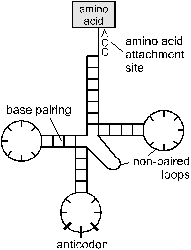 amino
acid
A
C
C
amino acid
attachment
site
base pairing
non-paired
loops
anticodon